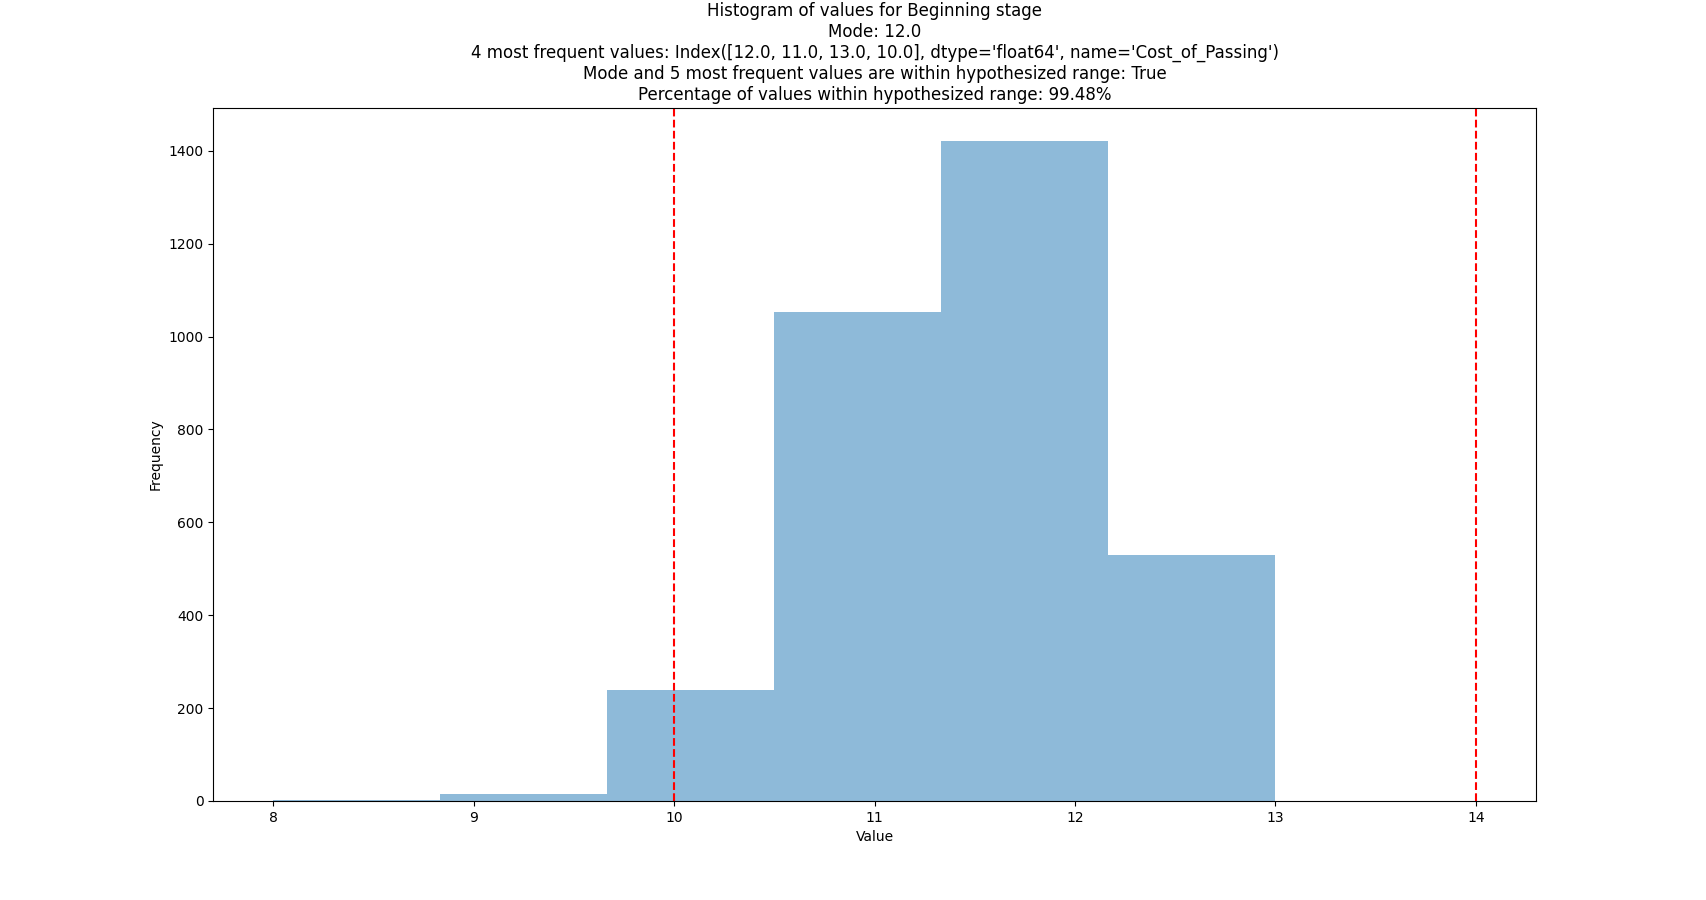 Histogram of values for Beginning stage
Mode: 12.0
4 most frequent values: Index([12.0, 11.0, 13.0, 10.0], dtype='float64', name='Cost_of_Passing')
Mode and 5 most frequent values are within hypothesized range: True
Percentage of values within hypothesized range: 99.48%
1400
1200
1000
800
600
400
200
0
Frequency
8 9 10 11 12 13 14
Value